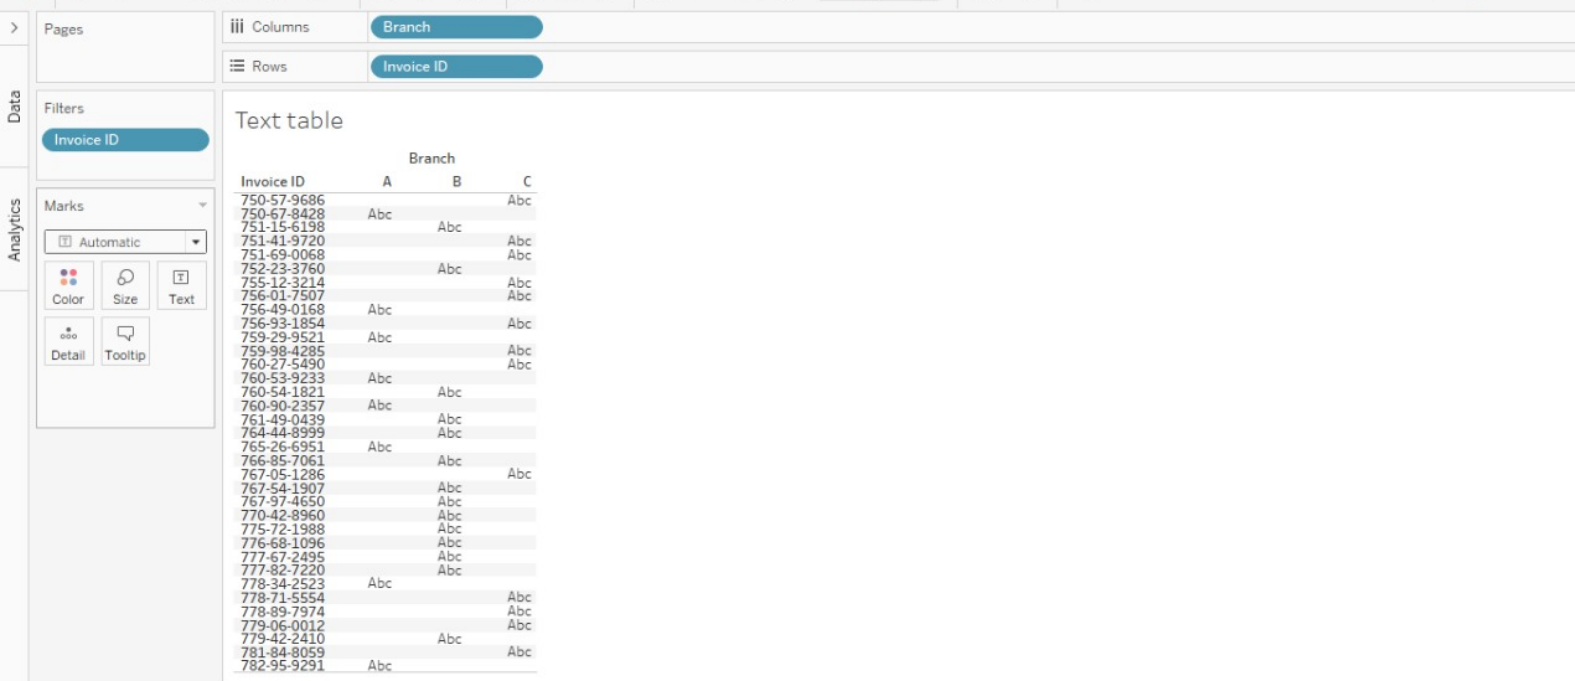 Pages
Columns
Branch
Rows
Invoice ID
Data
Filters
Invoice ID
Text table
Branch
Invoice ID A B C
750-57-9686 Abc
750-67-8428 Abc
751-15-6198 Abc
751-41-9720 Abc
751-69-0068 Abc
752-23-3760 Abc
755-12-3214 Abc
756-01-7507 Abc
756-49-0168 Abc
756-93-1854 Abc
759-29-9521 Abc
759-98-4285 Abc
760-27-5490 Abc
760-53-9233 Abc
760-54-1821 Abc
760-90-2357 Abc
761-49-0439 Abc
764-44-8999 Abc
765-26-6951 Abc
766-85-7061 Abc
767-05-1286 Abc
767-54-1907 Abc
767-97-4650 Abc
770-42-8960 Abc
775-72-1988 Abc
776-68-1096 Abc
777-67-2495 Abc
777-82-7220 Abc
778-34-2523 Abc
778-71-5554 Abc
778-89-7974 Abc
779-06-0012 Abc
779-42-2410 Abc
781-84-8059 Abc
782-95-9291 Abc
Analytics
Marks
T Automatic
Color Size Text
Detail Tooltip